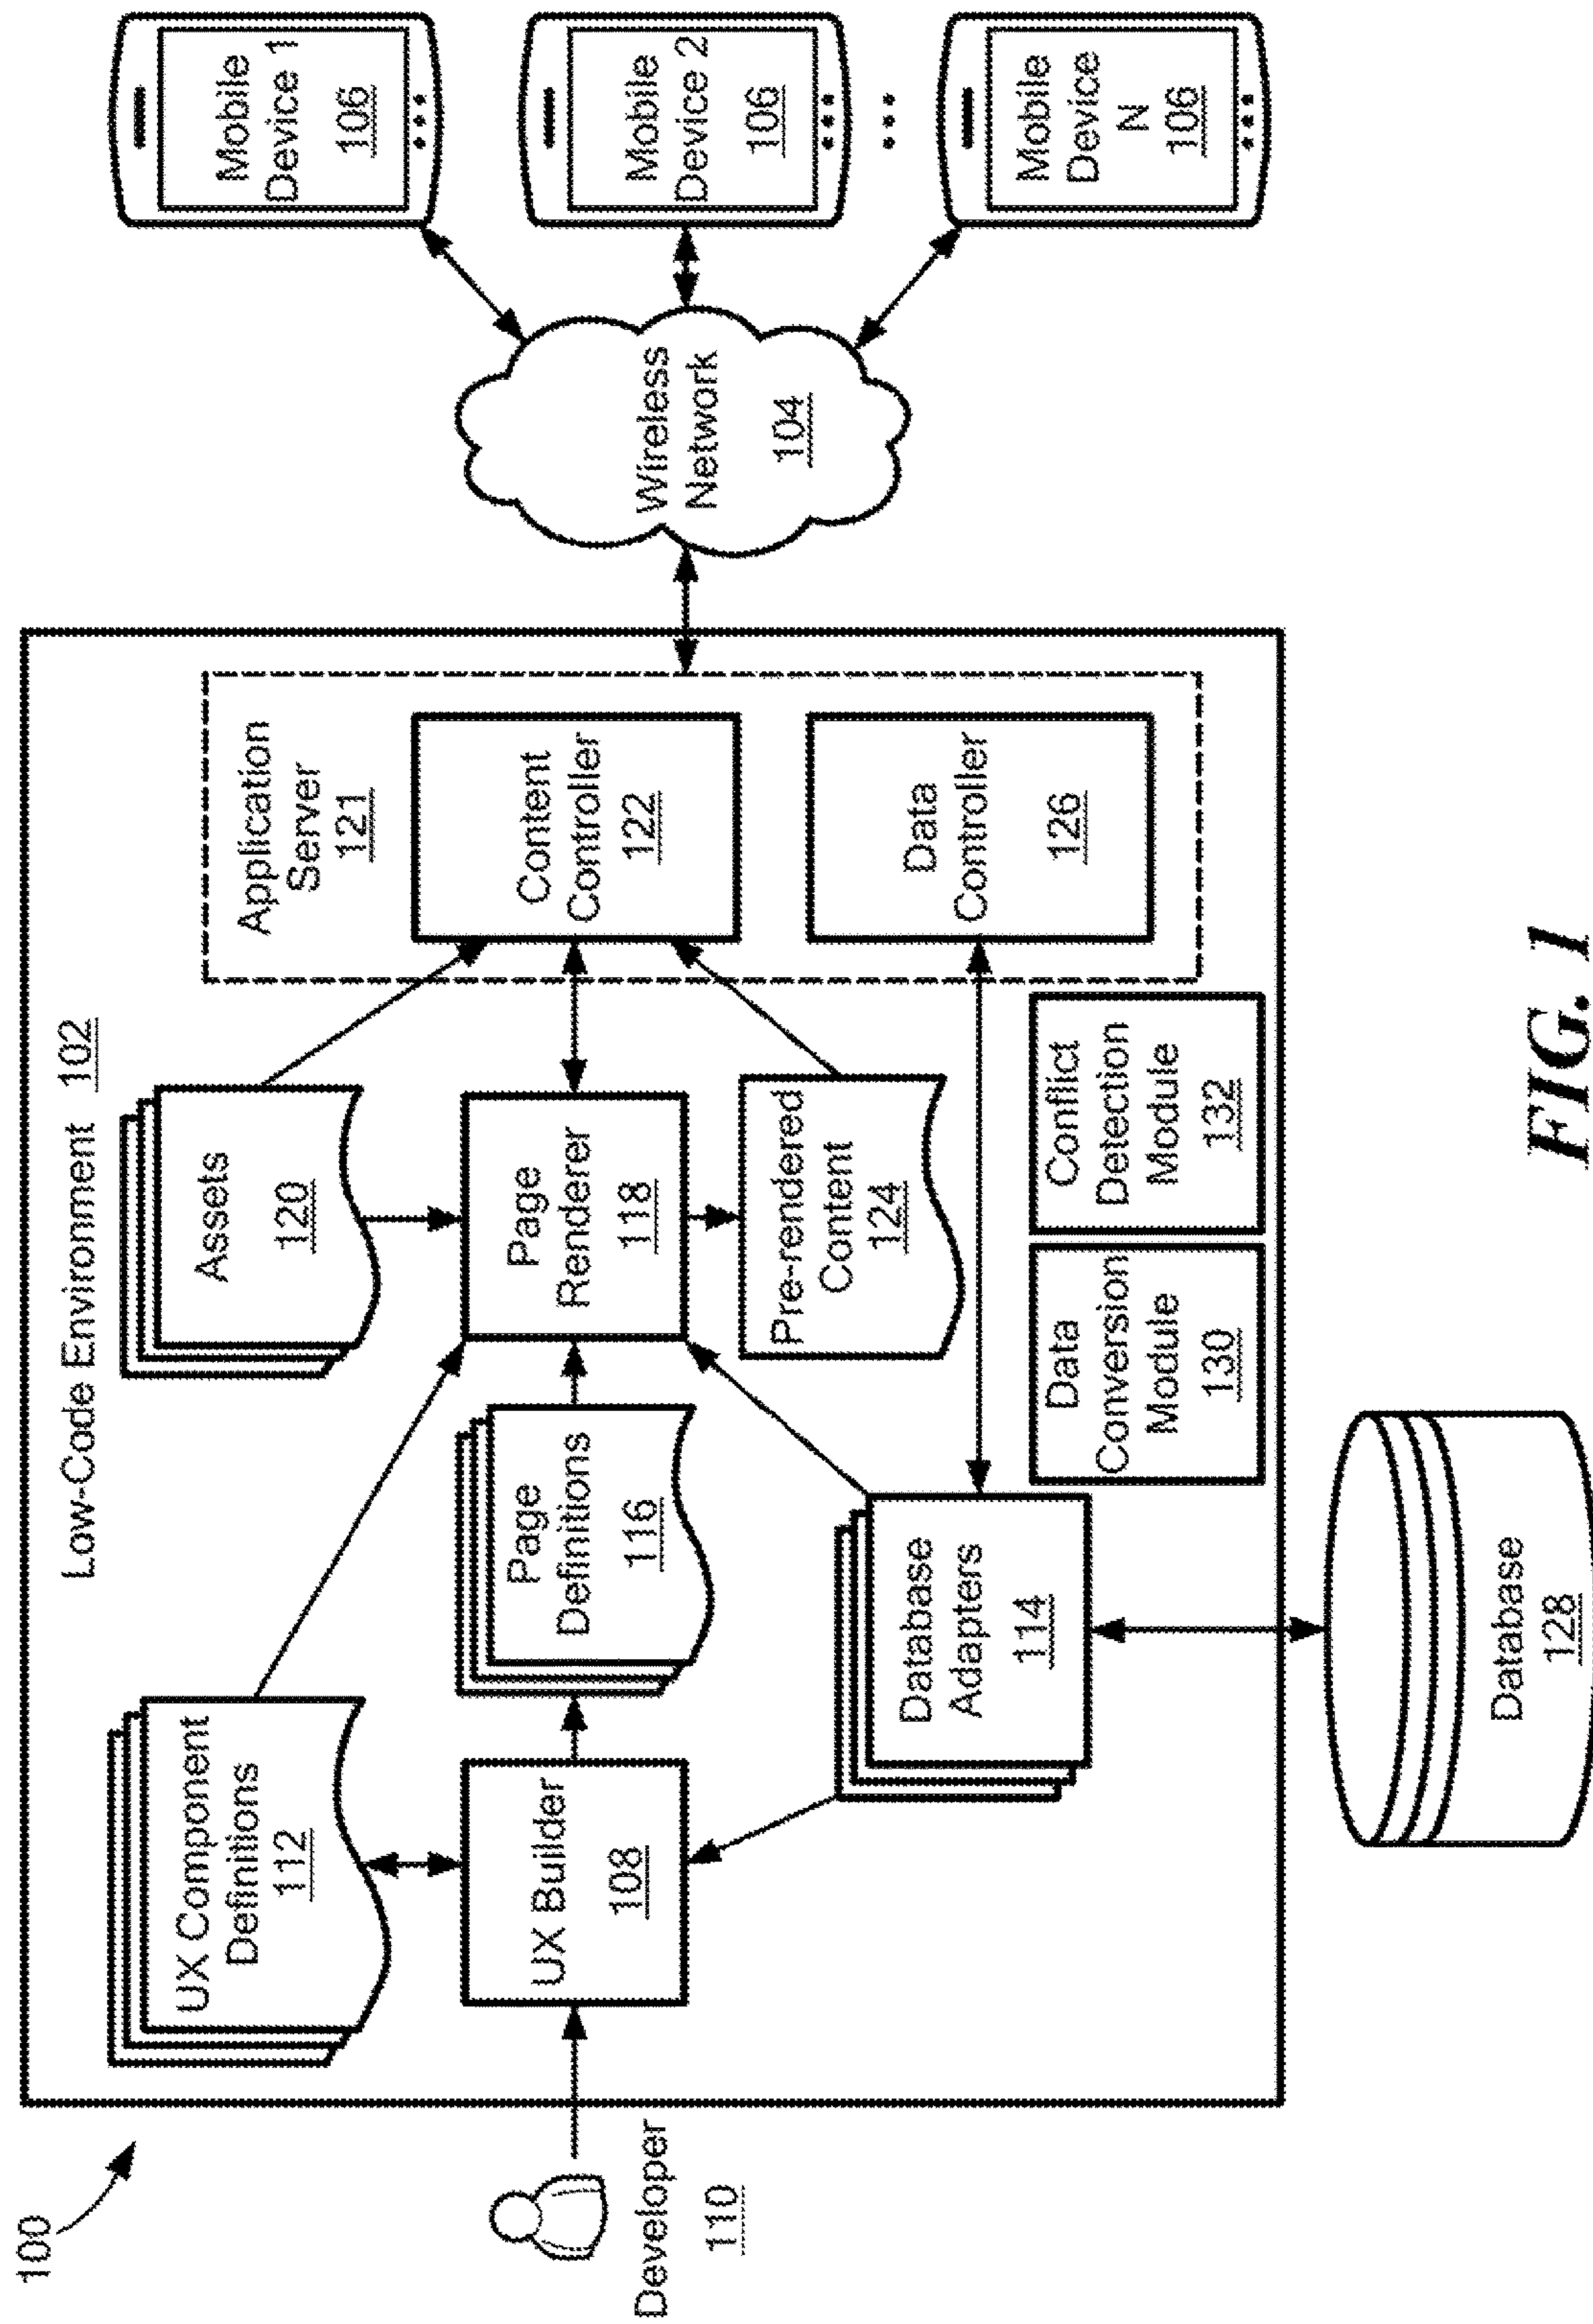 100
Low-Code Environment 102
UX Component
Definitions
112
Assets
120
Application
Server
121
Mobile
Device 1
106
Developer
110
UX Builder
108
Page
Definitions
116
Page
Renderer
118
Content
Controller
122
Wireless
Network
104
Mobile
Device 2
106
Pre-rendered
Content
124
Database
Adapters
114
Data
Controller
126
Mobile
Device
N
106
Data
Conversion
Module
130
Conflict
Detection
Module
132
Database
128
FIG. 1